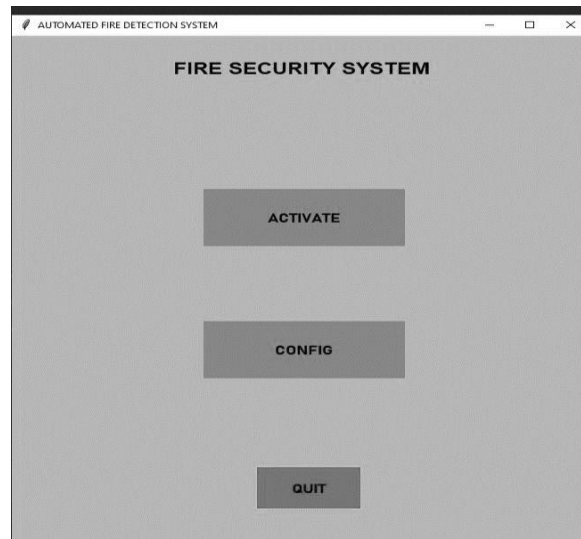 AUTOMATED FIRE DETECTION SYSTEM
FIRE SECURITY SYSTEM
ACTIVATE
CONFIG
QUIT